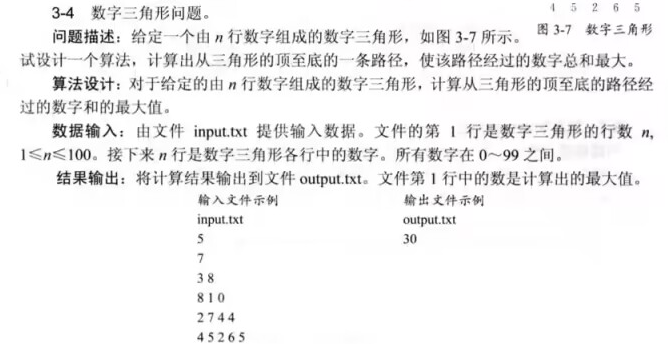 4 5 2 6 5
3-4 数字三角形问题。
问题描述：给定一个由 n 行数字组成的数字三角形，如图 3-7 所示。
图 3-7 数字三角形
试设计一个算法，计算出从三角形的顶至底的一条路径，使该路径经过的数字总和最大。
算法设计：对于给定的由 n 行数字组成的数字三角形，计算从三角形的顶至底的路径经
过的数字和的最大值。
数据输入：由文件 input.txt 提供输入数据。文件的第 1 行是数字三角形的行数 n,
1≤n≤100。接下来 n 行是数字三角形各行中的数字。所有数字在 0～99 之间。
结果输出：将计算结果输出到文件 output.txt。文件第 1 行中的数是计算出的最大值。
输入文件示例 输出文件示例
input.txt output.txt
5 30
7
3 8
8 1 0
2 7 4 4
4 5 2 6 5